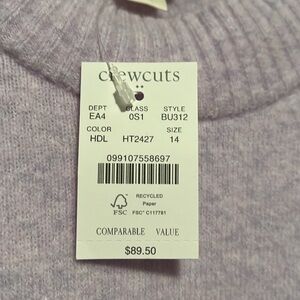 crewcuts
DEPT CLASS STYLE
EA4 0S1 BU312
COLOR SIZE
HDL HT2427 14
099107558697
RECYCLED
Paper
FSC FSC® C117781
COMPARABLE VALUE
$89.50